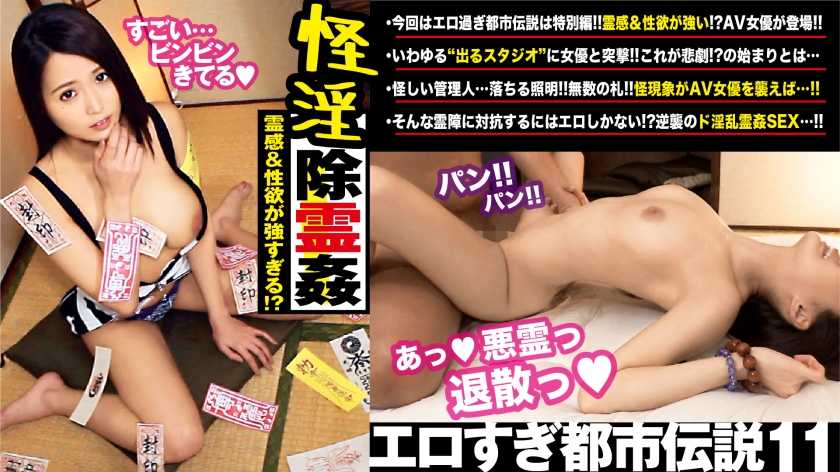 すごい…
ビンビン
きてる♥
怪淫
除霊姦
霊感&性欲が強すぎる!?
封印
封印
封印
封印
・今回はエロ過ぎ都市伝説は特別編!!霊感&性欲が強い!?AV女優が登場!!
・いわゆる“出るスタジオ”に女優と突撃!!これが悲劇!?の始まりとは…
・怪しい管理人…落ちる照明!!無数の札!!怪現象がAV女優を襲えば…!!
・そんな霊障に対抗するにはエロしかない!?逆襲のド淫乱霊姦SEX…!!
パン!!
パン!!
あっ♥悪霊っ
退散っ♥
エロすぎ都市伝説11